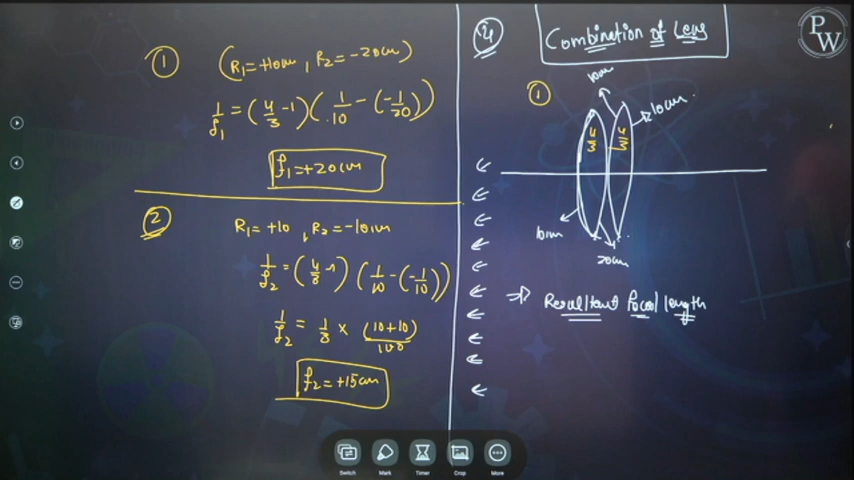 ①
(R₁=+10cm, R₂=-20cm)
1/f₁ = (4/3 -1) (1/10 - (-1/20))
f₁=+20cm
②
R₁=+10, R₂=-10cm
1/f₂ = (4/3 -1) (1/10 - (-1/10))
1/f₂ = 1/3 × (10+10)/100
f₂=+15cm
Combination of Lens
PW
①
10cm
10cm
4/3
4/3
10cm
20cm
⇒ Resultant focal length
Switch
Mark
Timer
Crop
More